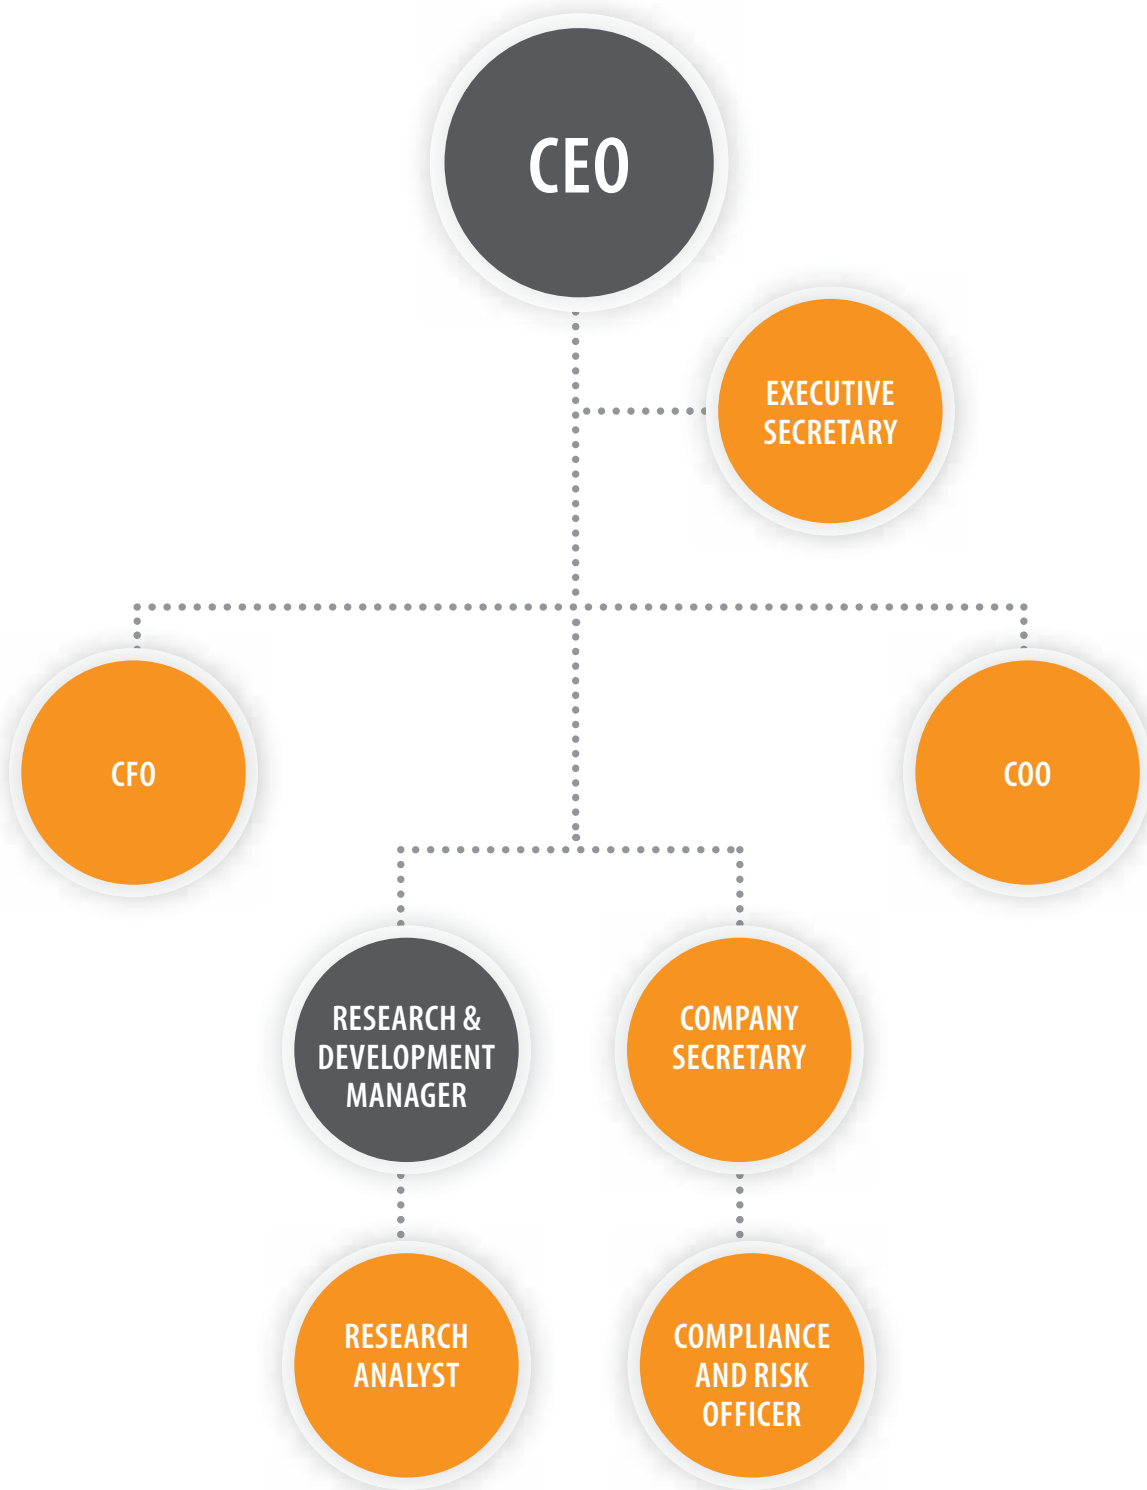 CEO
EXECUTIVE
SECRETARY
CFO
COO
RESEARCH &
DEVELOPMENT
MANAGER
COMPANY
SECRETARY
RESEARCH
ANALYST
COMPLIANCE
AND RISK
OFFICER